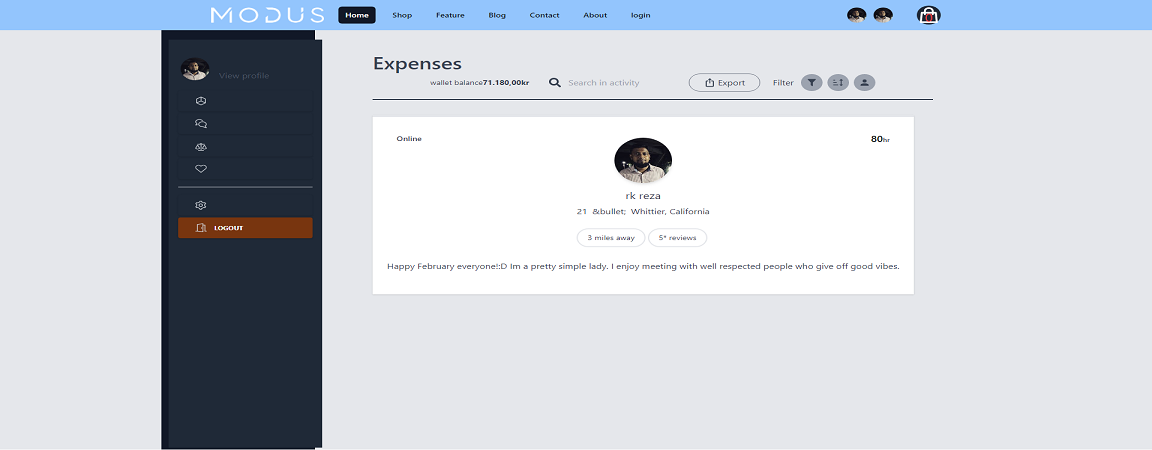 MODUS Home Shop Feature Blog Contact About login
View profile
LOGOUT
Expenses
wallet balance71.180,00kr Search in activity Export Filter
Online 80hr
rk reza
21 &bullet; Whittier, California
3 miles away 5* reviews
Happy February everyone!:D Im a pretty simple lady. I enjoy meeting with well respected people who give off good vibes.